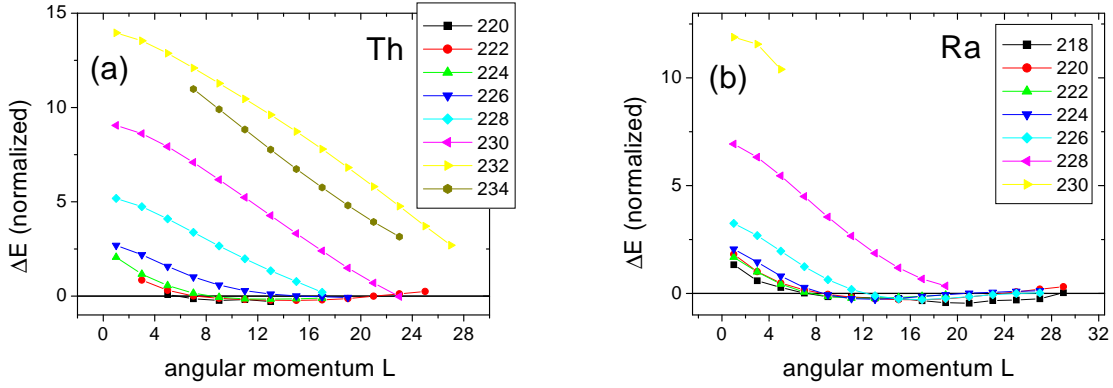 (a)
Th
220
222
224
226
228
230
232
234
15
10
5
0
0 4 8 12 16 20 24 28
ΔE (normalized)
angular momentum L
(b)
Ra
218
220
222
224
226
228
230
10
5
0
0 4 8 12 16 20 24 28 32
ΔE (normalized)
angular momentum L